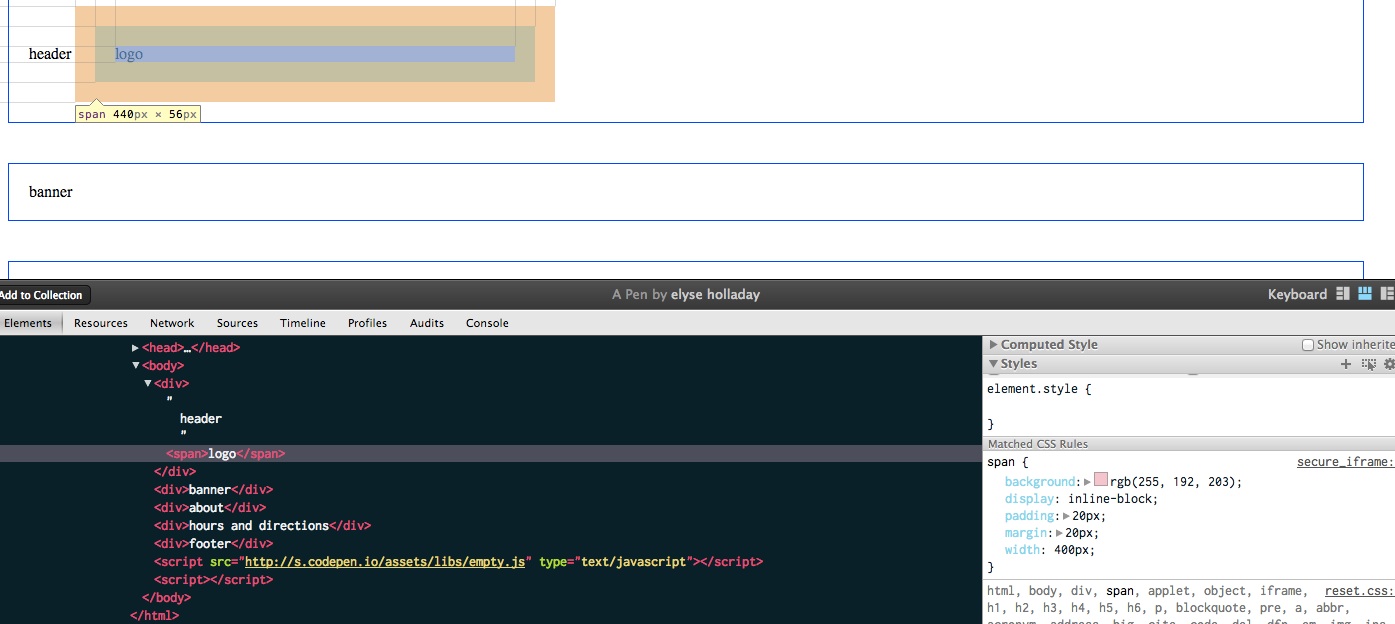 header logo
span 440px × 56px
banner
Add to Collection A Pen by elyse holladay Keyboard
Elements Resources Network Sources Timeline Profiles Audits Console
▶<head>…</head>
▼<body>
▼<div>
"
header
"
<span>logo</span>
</div>
<div>banner</div>
<div>about</div>
<div>hours and directions</div>
<div>footer</div>
<script src="http://s.codepen.io/assets/libs/empty.js" type="text/javascript"></script>
<script></script>
</body>
</html>
▶Computed Style Show inherite
▼Styles +
element.style {
}
Matched CSS Rules
span { secure_iframe:
background:▶rgb(255, 192, 203);
display: inline-block;
padding:▶20px;
margin:▶20px;
width: 400px;
}
html, body, div, span, applet, object, iframe, reset.css:
h1, h2, h3, h4, h5, h6, p, blockquote, pre, a, abbr,